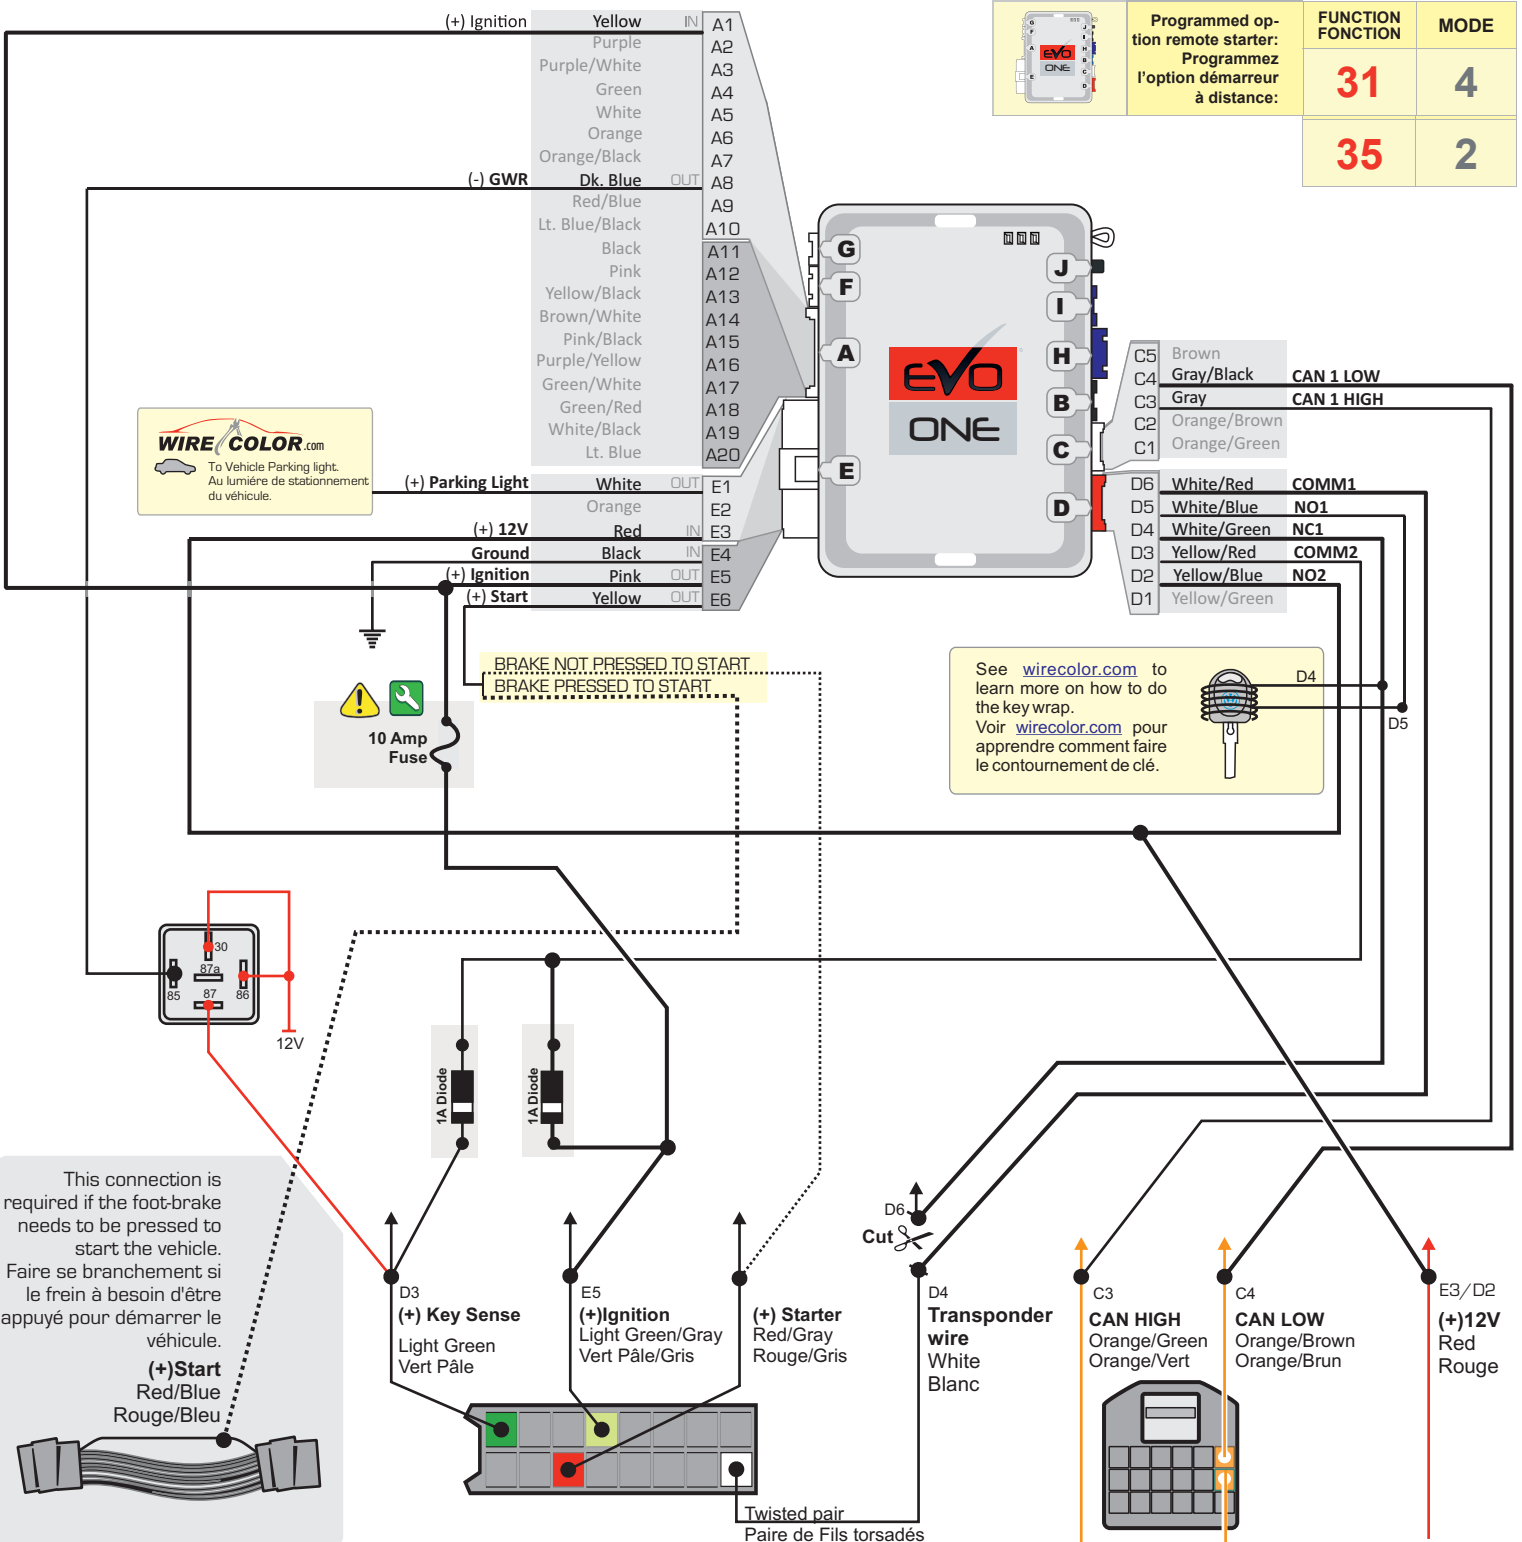 (+) Ignition Yellow IN A1
Purple A2
Purple/White A3
Green A4
White A5
Orange A6
Orange/Black A7
(-) GWR Dk. Blue OUT A8
Red/Blue A9
Lt. Blue/Black A10
Black A11
Pink A12
Yellow/Black A13
Brown/White A14
Pink/Black A15
Purple/Yellow A16
Green/White A17
Green/Red A18
White/Black A19
Lt. Blue A20
(+) Parking Light White OUT E1
Orange E2
(+) 12V Red IN E3
Ground Black IN E4
(+) Ignition Pink OUT E5
(+) Start Yellow OUT E6
Programmed op-
tion remote starter:
Programmez
l'option démarreur
à distance:
FUNCTION
FONCTION
MODE
31 4
35 2
EVO
ONE
G
F
A
E
J
I
H
B
C
D
EVO
ONE
C5 Brown
C4 Gray/Black CAN 1 LOW
C3 Gray CAN 1 HIGH
C2 Orange/Brown
C1 Orange/Green
D6 White/Red COMM1
D5 White/Blue NO1
D4 White/Green NC1
D3 Yellow/Red COMM2
D2 Yellow/Blue NO2
D1 Yellow/Green
WIRE COLOR.com
To Vehicle Parking light.
Au lumiére de stationnement
du véhicule.
BRAKE NOT PRESSED TO START
BRAKE PRESSED TO START
10 Amp
Fuse
See wirecolor.com to
learn more on how to do
the key wrap.
Voir wirecolor.com pour
apprendre comment faire
le contournement de clé.
D4
D5
30
87a
85
87
86
12V
1A Diode
1A Diode
This connection is
required if the foot-brake
needs to be pressed to
start the vehicle.
Faire se branchement si
le frein à besoin d'être
appuyé pour démarrer le
véhicule.
(+)Start
Red/Blue
Rouge/Bleu
D3
(+) Key Sense
Light Green
Vert Pâle
E5
(+)Ignition
Light Green/Gray
Vert Pâle/Gris
(+) Starter
Red/Gray
Rouge/Gris
D6
Cut
D4
Transponder
wire
White
Blanc
C3
CAN HIGH
Orange/Green
Orange/Vert
C4
CAN LOW
Orange/Brown
Orange/Brun
E3/D2
(+)12V
Red
Rouge
Twisted pair
Paire de Fils torsadés